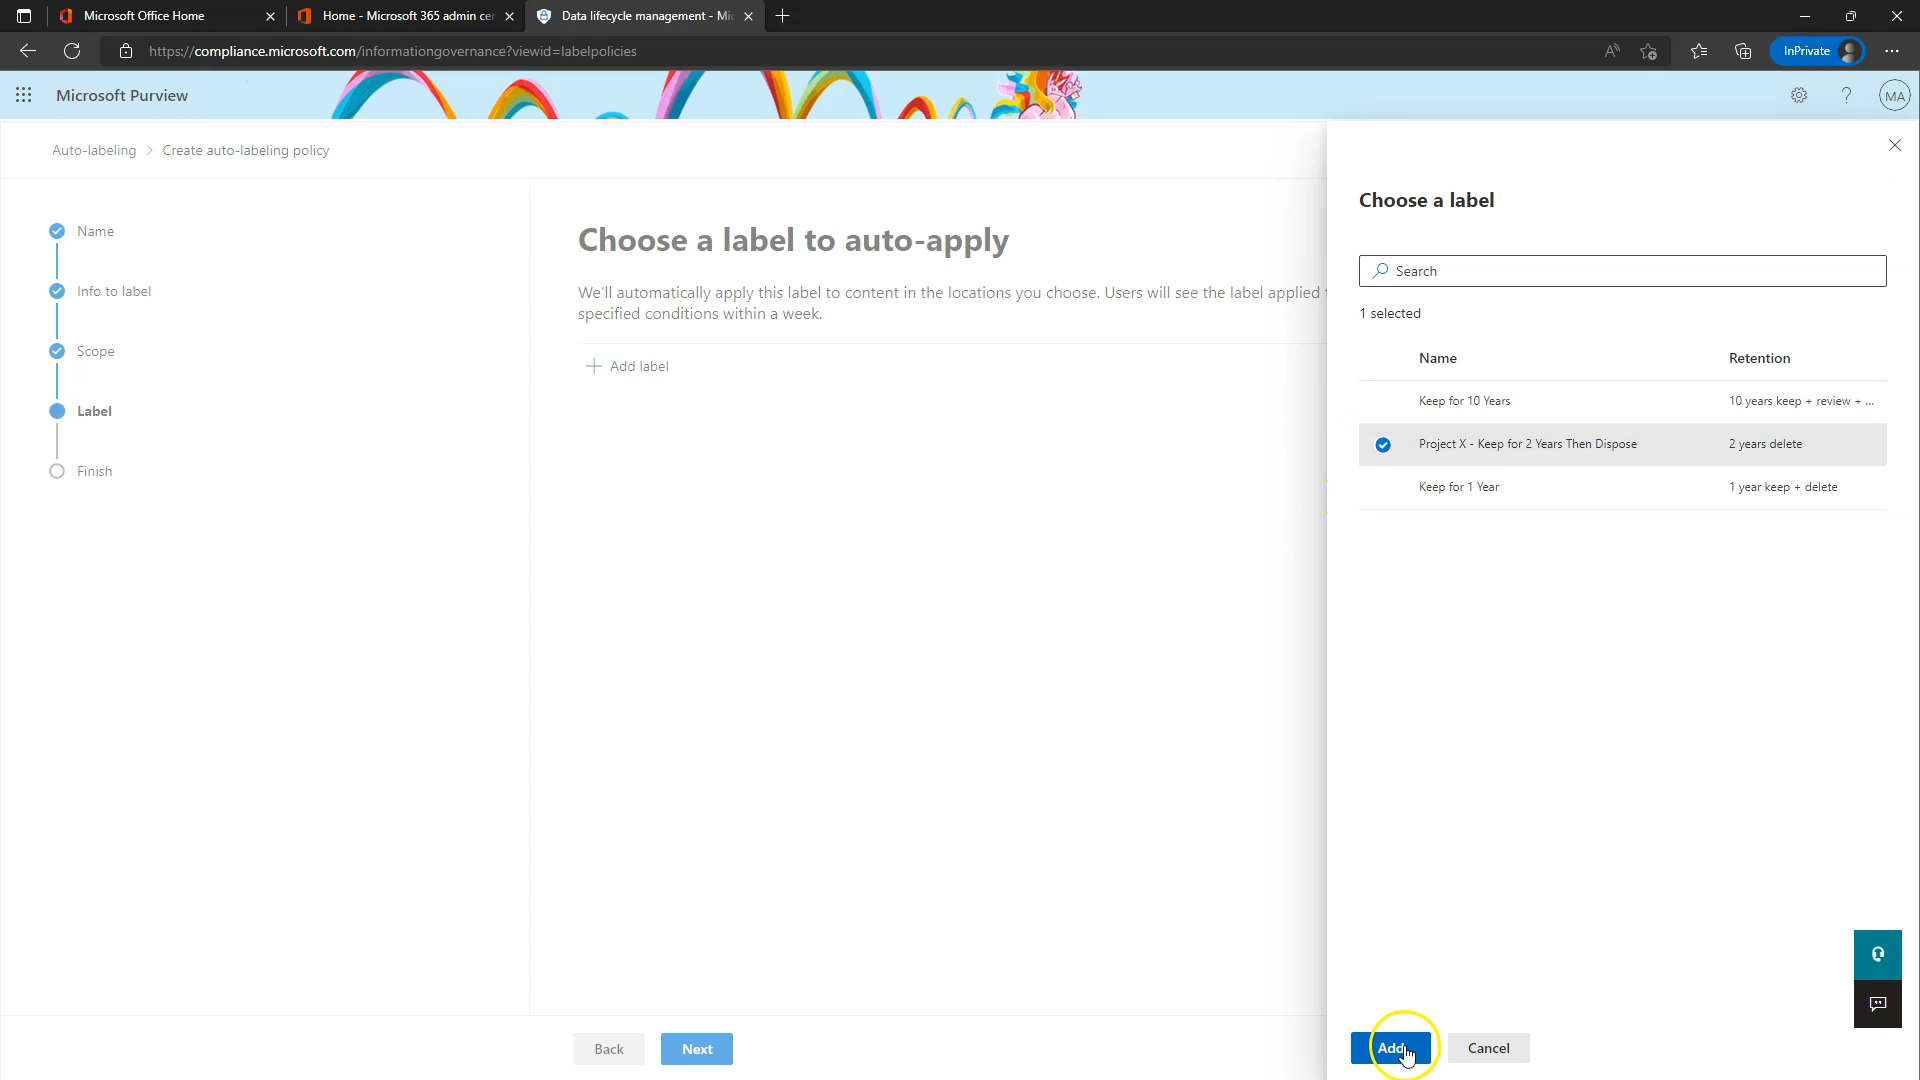 Microsoft Office Home
Home - Microsoft 365 admin cer
Data lifecycle management - Mic
https://compliance.microsoft.com/informationgovernance?viewid=labelpolicies
InPrivate
Microsoft Purview
MA
Auto-labeling > Create auto-labeling policy
Name
Info to label
Scope
Label
Finish
Choose a label to auto-apply
We'll automatically apply this label to content in the locations you choose. Users will see the label applied
specified conditions within a week.
Add label
Back
Next
Choose a label
Search
1 selected
Name Retention
Keep for 10 Years 10 years keep + review + ...
Project X - Keep for 2 Years Then Dispose 2 years delete
Keep for 1 Year 1 year keep + delete
Add
Cancel